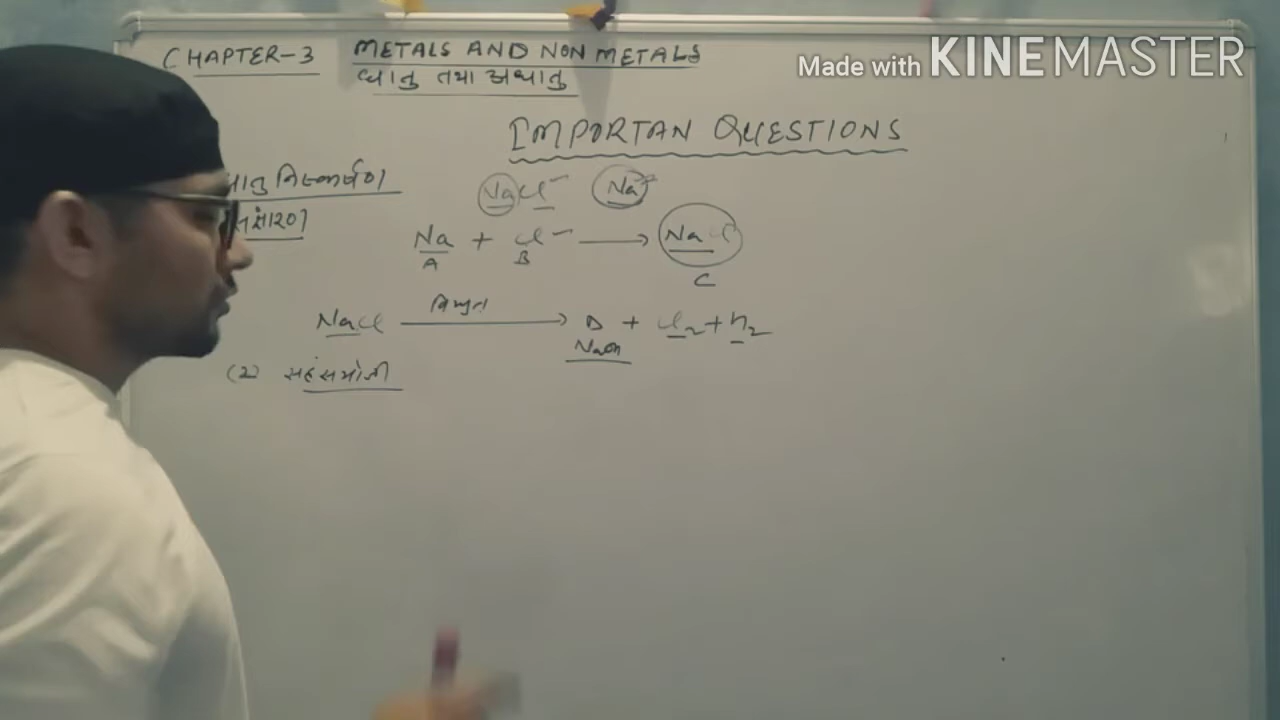 CHAPTER-3 METALS AND NON METALS
ધાતુ તથા અધાતુ
Made with KINEMASTER
IMPORTAN QUESTIONS
NaCl⁻ Na⁺
Na + Cl⁻ → NaCl
A B C
NaCl → D + Cl₂ + H₂
NaOH
(2)